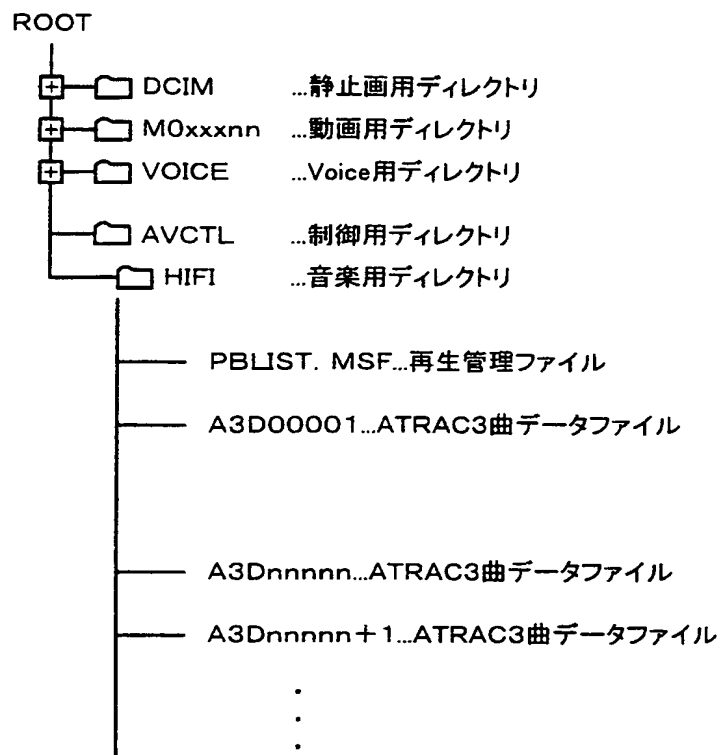 ROOT
DCIM ...静止画用ディレクトリ
M0xxxnn ...動画用ディレクトリ
VOICE ...Voice用ディレクトリ
AVCTL ...制御用ディレクトリ
HIFI ...音楽用ディレクトリ
PBLIST. MSF...再生管理ファイル
A3D00001...ATRAC3曲データファイル
A3Dnnnnn...ATRAC3曲データファイル
A3Dnnnnn+1...ATRAC3曲データファイル